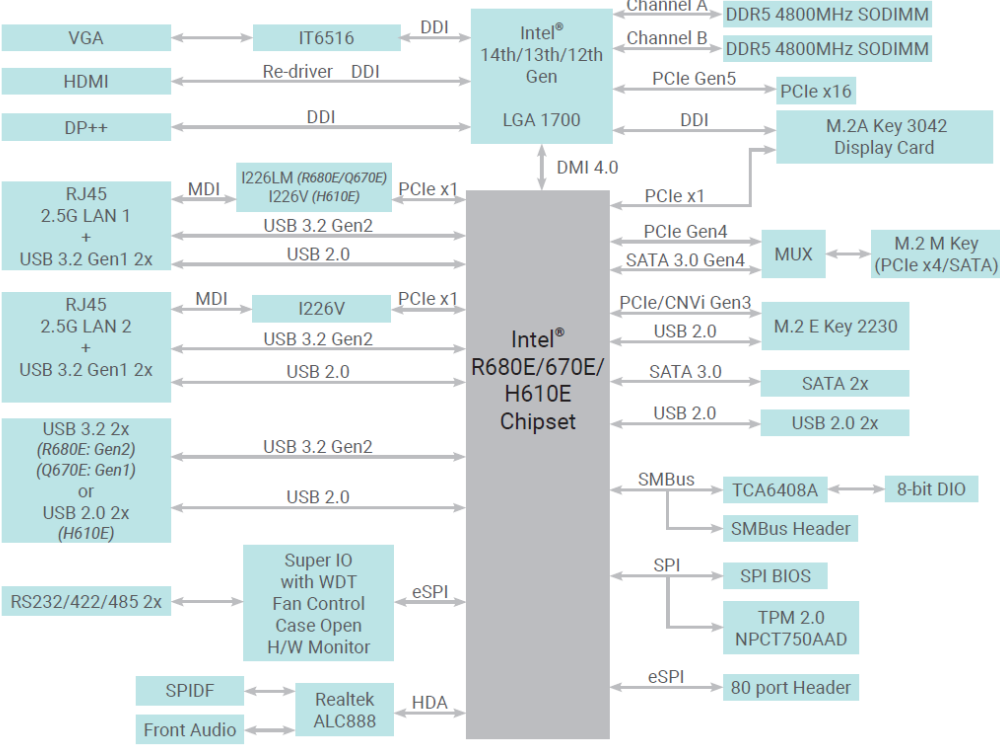 Channel A
DDR5 4800MHz SODIMM
VGA
IT6516
DDI
Intel®
14th/13th/12th
Gen
LGA 1700
Channel B
DDR5 4800MHz SODIMM
HDMI
Re-driver DDI
PCIe Gen5
PCIe x16
DP++
DDI
DDI
M.2A Key 3042
Display Card
DMI 4.0
RJ45
2.5G LAN 1
+
USB 3.2 Gen1 2x
MDI
I226LM (R680E/Q670E)
I226V (H610E)
PCIe x1
USB 3.2 Gen2
USB 2.0
PCIe x1
PCIe Gen4
SATA 3.0 Gen4
MUX
M.2 M Key
(PCIe x4/SATA)
RJ45
2.5G LAN 2
+
USB 3.2 Gen1 2x
MDI
I226V
PCIe x1
USB 3.2 Gen2
USB 2.0
Intel®
R680E/670E/
H610E
Chipset
PCIe/CNVi Gen3
USB 2.0
M.2 E Key 2230
SATA 3.0
SATA 2x
USB 2.0
USB 2.0 2x
USB 3.2 2x
(R680E: Gen2)
(Q670E: Gen1)
or
USB 2.0 2x
(H610E)
USB 3.2 Gen2
USB 2.0
SMBus
TCA6408A
8-bit DIO
SMBus Header
RS232/422/485 2x
Super IO
with WDT
Fan Control
Case Open
H/W Monitor
eSPI
SPI
SPI BIOS
TPM 2.0
NPCT750AAD
SPIDF
Front Audio
Realtek
ALC888
HDA
eSPI
80 port Header